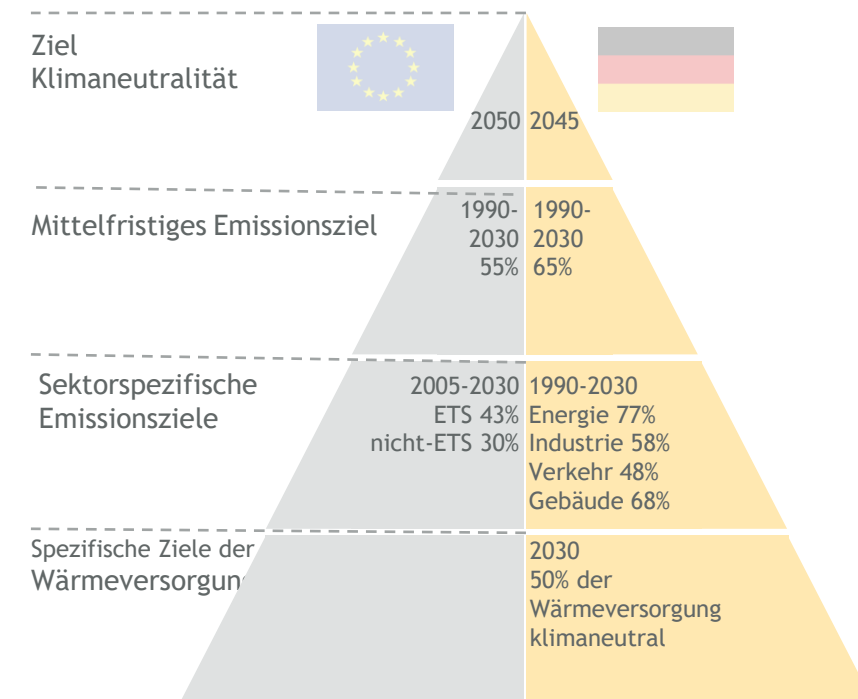 Ziel
Klimaneutralität
2050 2045
Mittelfristiges Emissionsziel
1990- 1990-
2030 2030
55% 65%
Sektorspezifische
Emissionsziele
2005-2030 1990-2030
ETS 43% Energie 77%
nicht-ETS 30% Industrie 58%
Verkehr 48%
Gebäude 68%
Spezifische Ziele der
Wärmeversorgung
2030
50% der
Wärmeversorgung
klimaneutral